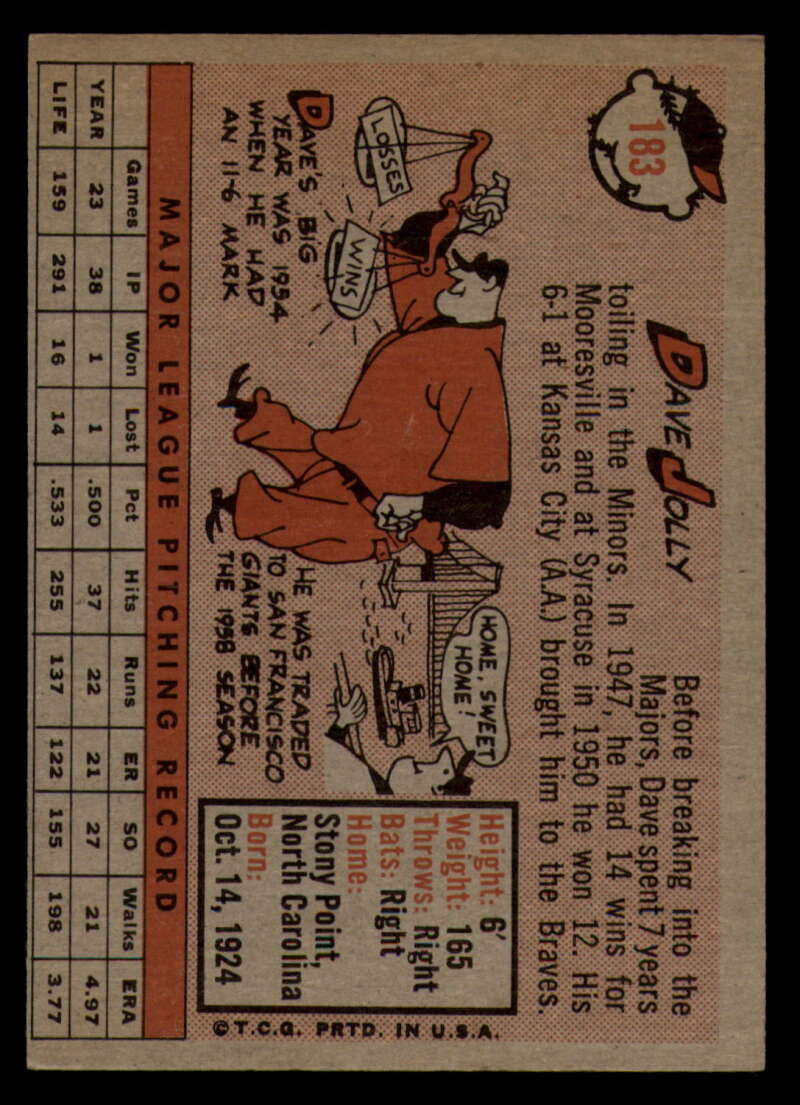 183
DAVE JOLLY
Before breaking into the
Majors, Dave spent 7 years
toiling in the Minors. In 1947, he had 14 wins for
Mooresville and at Syracuse in 1950 he won 12. His
6-1 at Kansas City (A.A.) brought him to the Braves.
LOSSES
WINS
DAVE'S BIG
YEAR WAS 1954
WHEN HE HAD
AN 11-6 MARK
HOME, SWEET
HOME!
HE WAS TRADED
TO SAN FRANCISCO
GIANTS BEFORE
THE 1958 SEASON
Height: 6'
Weight: 165
Throws: Right
Bats: Right
Home:
Stony Point,
North Carolina
Born:
Oct. 14, 1924
©T.C.G. PRTD. IN U.S.A.
MAJOR LEAGUE PITCHING RECORD
Games IP Won Lost Pct Hits Runs ER SO Walks ERA
YEAR 23 38 1 1 .500 37 22 21 27 21 4.97
LIFE 159 291 16 14 .533 255 137 122 155 198 3.77